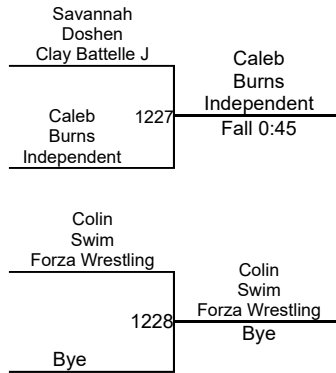 Savannah
Doshen
Clay Battelle J
Caleb
Burns
Independent
1227
Caleb
Burns
Independent
Fall 0:45
Colin
Swim
Forza Wrestling
1228
Bye
Colin
Swim
Forza Wrestling
Bye